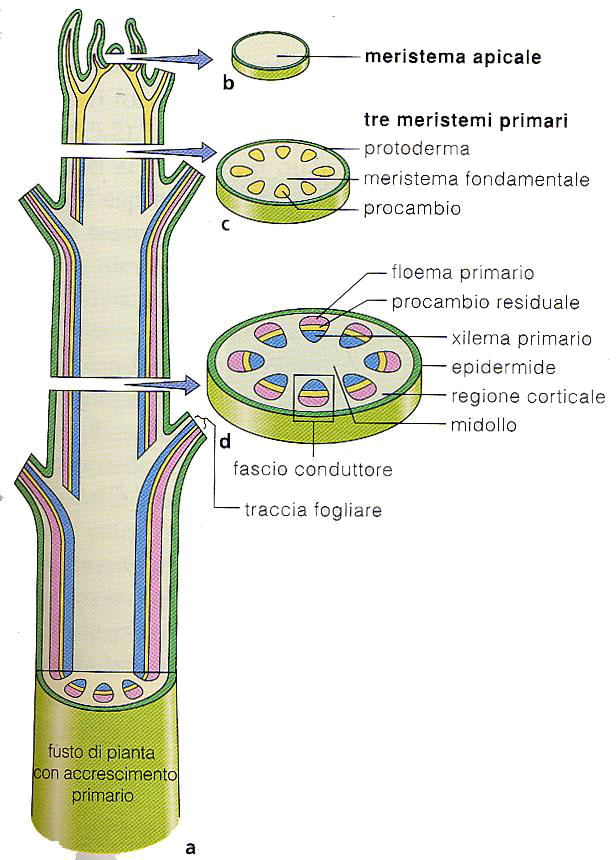 meristema apicale
b
tre meristemi primari
protoderma
meristema fondamentale
procambio
c
floema primario
procambio residuale
xilema primario
epidermide
regione corticale
midollo
d
fascio conduttore
traccia fogliare
fusto di pianta
con accrescimento
primario
a